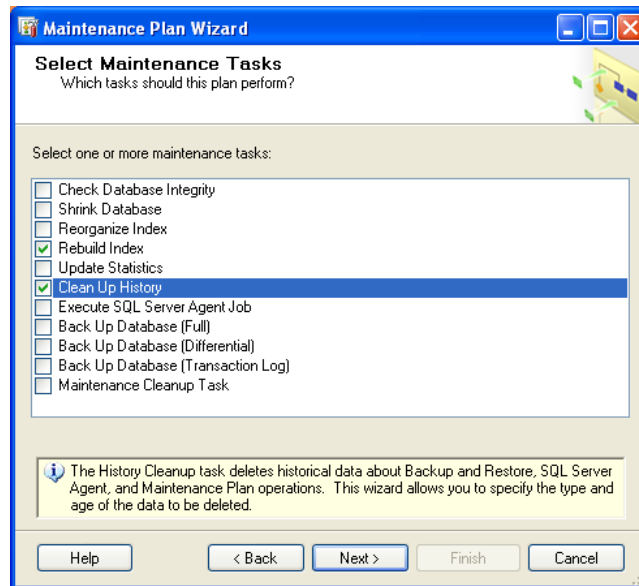 Maintenance Plan Wizard
Select Maintenance Tasks
Which tasks should this plan perform?
Select one or more maintenance tasks:
Check Database Integrity
Shrink Database
Reorganize Index
Rebuild Index
Update Statistics
Clean Up History
Execute SQL Server Agent Job
Back Up Database (Full)
Back Up Database (Differential)
Back Up Database (Transaction Log)
Maintenance Cleanup Task
The History Cleanup task deletes historical data about Backup and Restore, SQL Server
Agent, and Maintenance Plan operations. This wizard allows you to specify the type and
age of the data to be deleted.
Help < Back Next > Finish Cancel